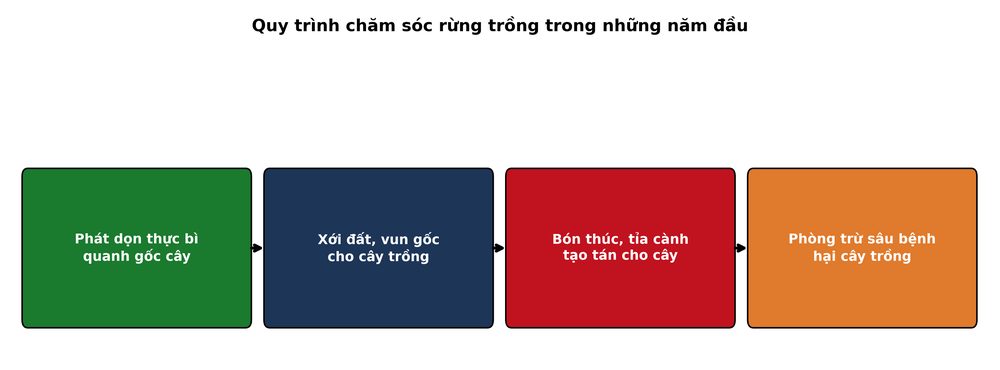 Quy trình chăm sóc rừng trồng trong những năm đầu
Phát dọn thực bì
quanh gốc cây
Xới đất, vun gốc
cho cây trồng
Bón thúc, tỉa cành
tạo tán cho cây
Phòng trừ sâu bệnh
hại cây trồng